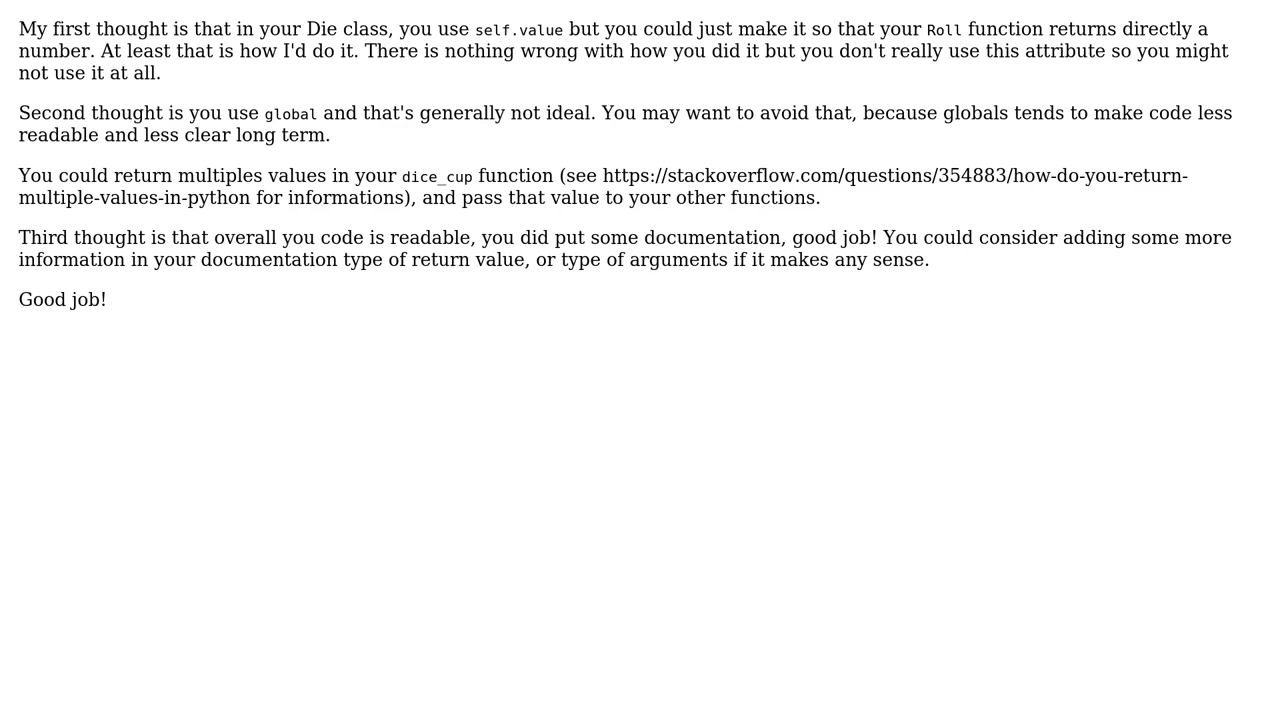 My first thought is that in your Die class, you use self.value but you could just make it so that your Roll function returns directly a
number. At least that is how I'd do it. There is nothing wrong with how you did it but you don't really use this attribute so you might
not use it at all.
Second thought is you use global and that's generally not ideal. You may want to avoid that, because globals tends to make code less
readable and less clear long term.
You could return multiples values in your dice_cup function (see https://stackoverflow.com/questions/354883/how-do-you-return-
multiple-values-in-python for informations), and pass that value to your other functions.
Third thought is that overall you code is readable, you did put some documentation, good job! You could consider adding some more
information in your documentation type of return value, or type of arguments if it makes any sense.
Good job!